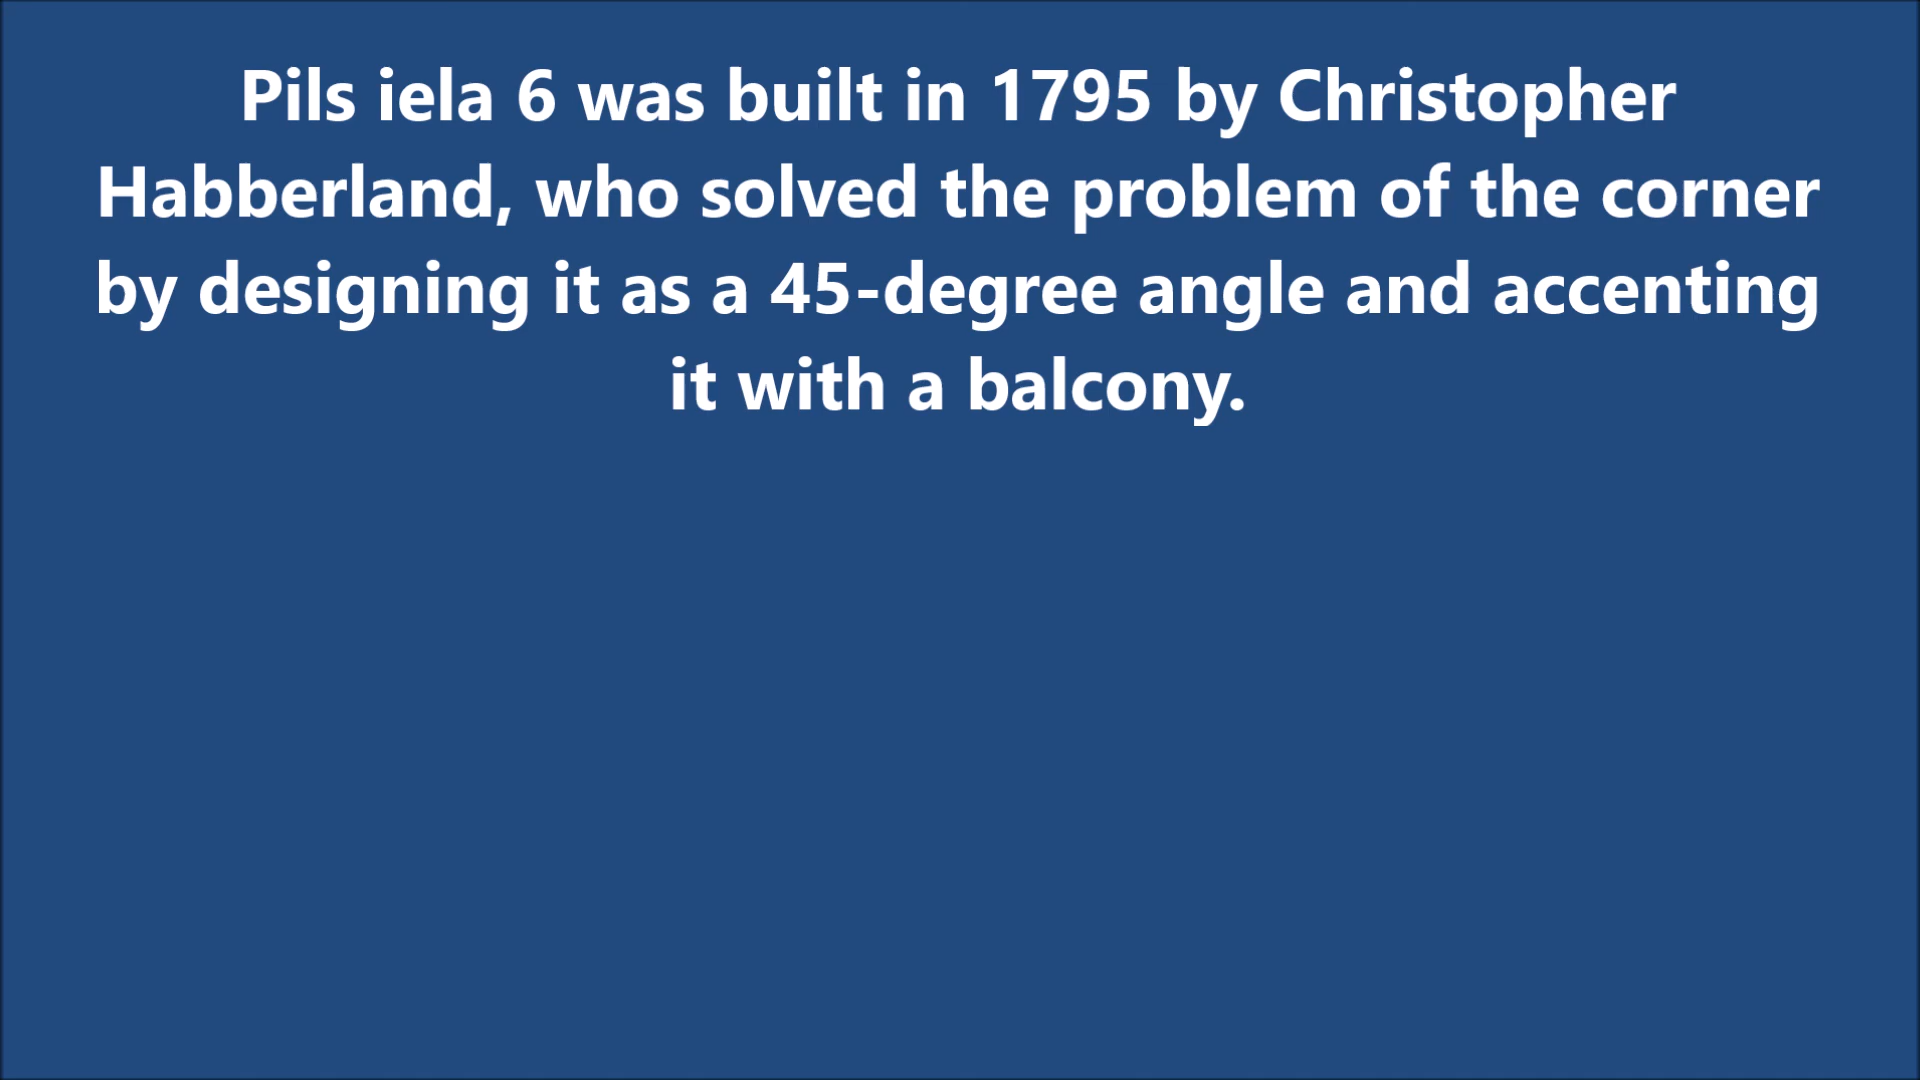 Pils iela 6 was built in 1795 by Christopher
Habberland, who solved the problem of the corner
by designing it as a 45-degree angle and accenting
it with a balcony.